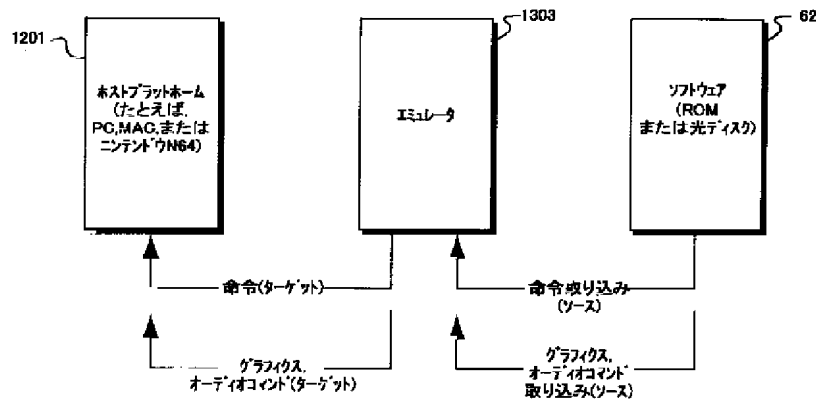 1201
1303
62
ホストプラットホーム
(たとえば,
PC,MAC,または
ニンテンドウN64)
エミュレータ
ソフトウェア
(ROM
または光ディスク)
命令(ターゲット)
命令取り込み
(ソース)
グラフィクス,
オーディオコマンド(ターゲット)
グラフィクス,
オーディオコマンド
取り込み(ソース)